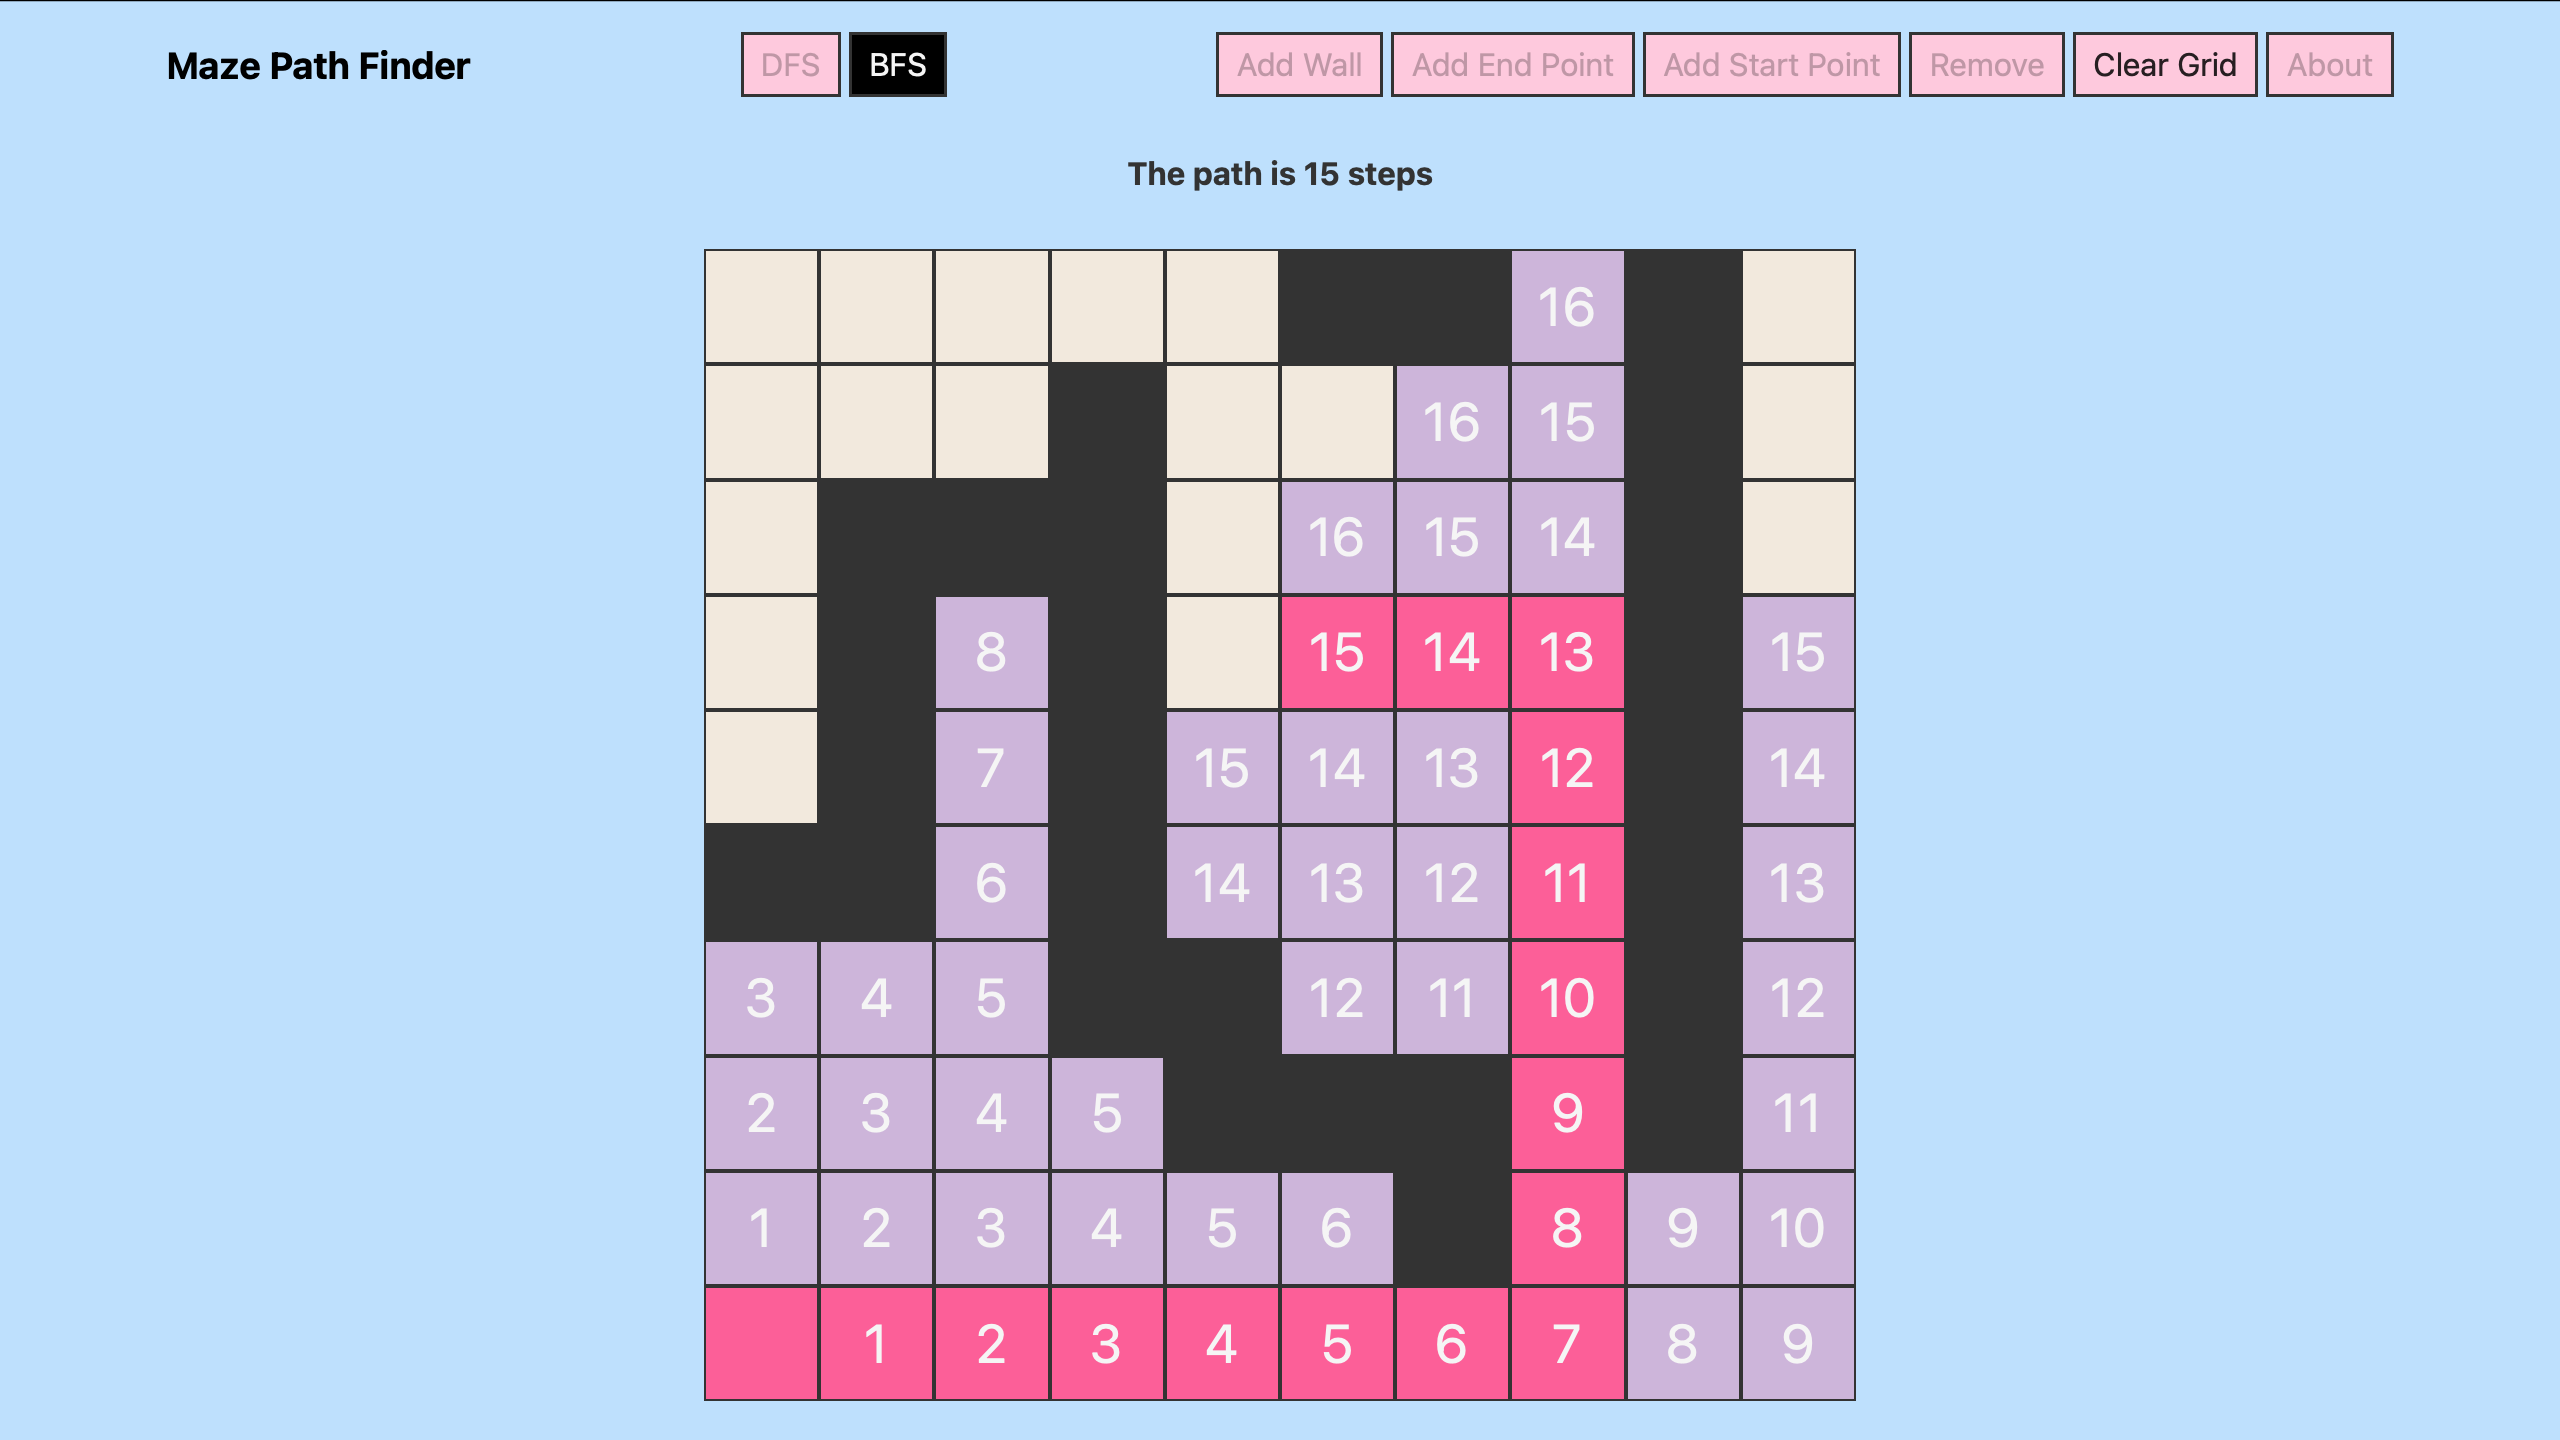 Maze Path Finder DFS BFS Add Wall Add End Point Add Start Point Remove Clear Grid About
The path is 15 steps
16
16 15
16 15 14
8 15 14 13 15
7 15 14 13 12 14
6 14 13 12 11 13
3 4 5 12 11 10 12
2 3 4 5 9 11
1 2 3 4 5 6 8 9 10
1 2 3 4 5 6 7 8 9